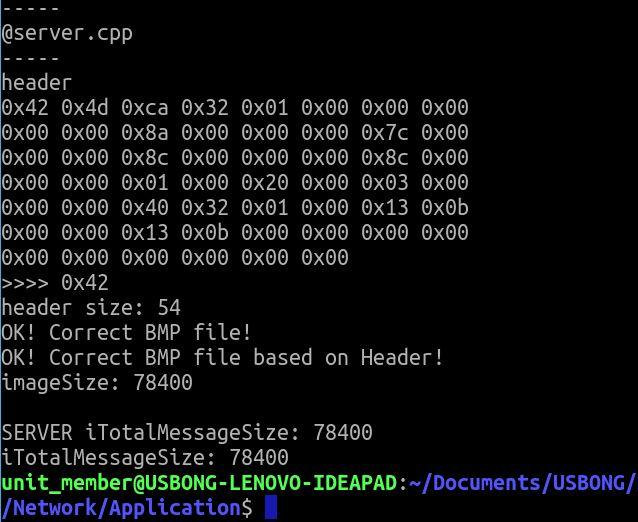 -----
@server.cpp
-----
header
0x42 0x4d 0xca 0x32 0x01 0x00 0x00 0x00
0x00 0x00 0x8a 0x00 0x00 0x00 0x7c 0x00
0x00 0x00 0x8c 0x00 0x00 0x00 0x8c 0x00
0x00 0x00 0x01 0x00 0x20 0x00 0x03 0x00
0x00 0x00 0x40 0x32 0x01 0x00 0x13 0x0b
0x00 0x00 0x13 0x0b 0x00 0x00 0x00 0x00
0x00 0x00 0x00 0x00 0x00 0x00
>>>> 0x42
header size: 54
OK! Correct BMP file!
OK! Correct BMP file based on Header!
imageSize: 78400
SERVER iTotalMessageSize: 78400
iTotalMessageSize: 78400
unit_member@USBONG-LENOVO-IDEAPAD:~/Documents/USBONG/
/Network/Application$